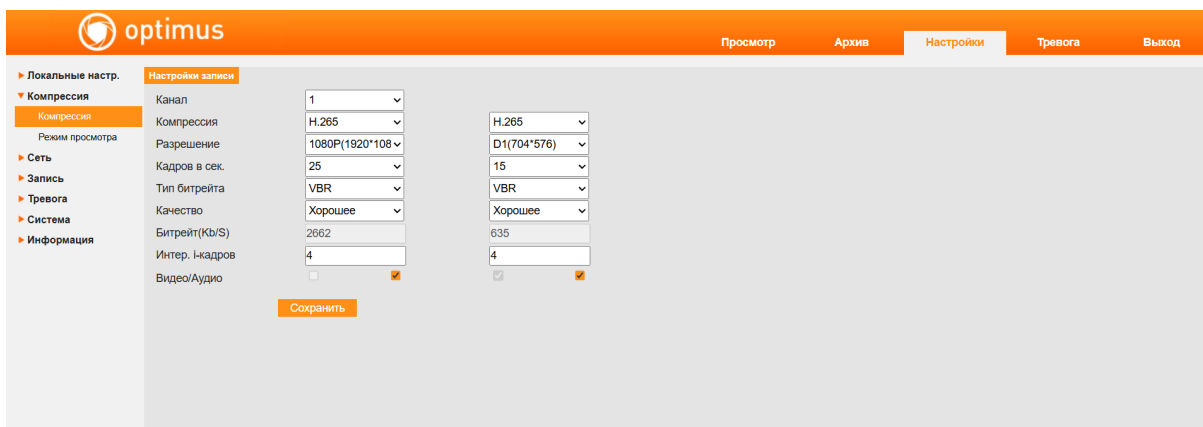 optimus
Просмотр Архив Настройки Тревога Выход
Локальные настр.
Компрессия
Компрессия
Режим просмотра
Сеть
Запись
Тревога
Система
Информация
Настройки записи
Канал 1
Компрессия H.265 H.265
Разрешение 1080P(1920*108 D1(704*576)
Кадров в сек. 25 15
Тип битрейта VBR VBR
Качество Хорошее Хорошее
Битрейт(Kb/S) 2662 635
Интер. i-кадров 4 4
Видео/Аудио
Сохранить